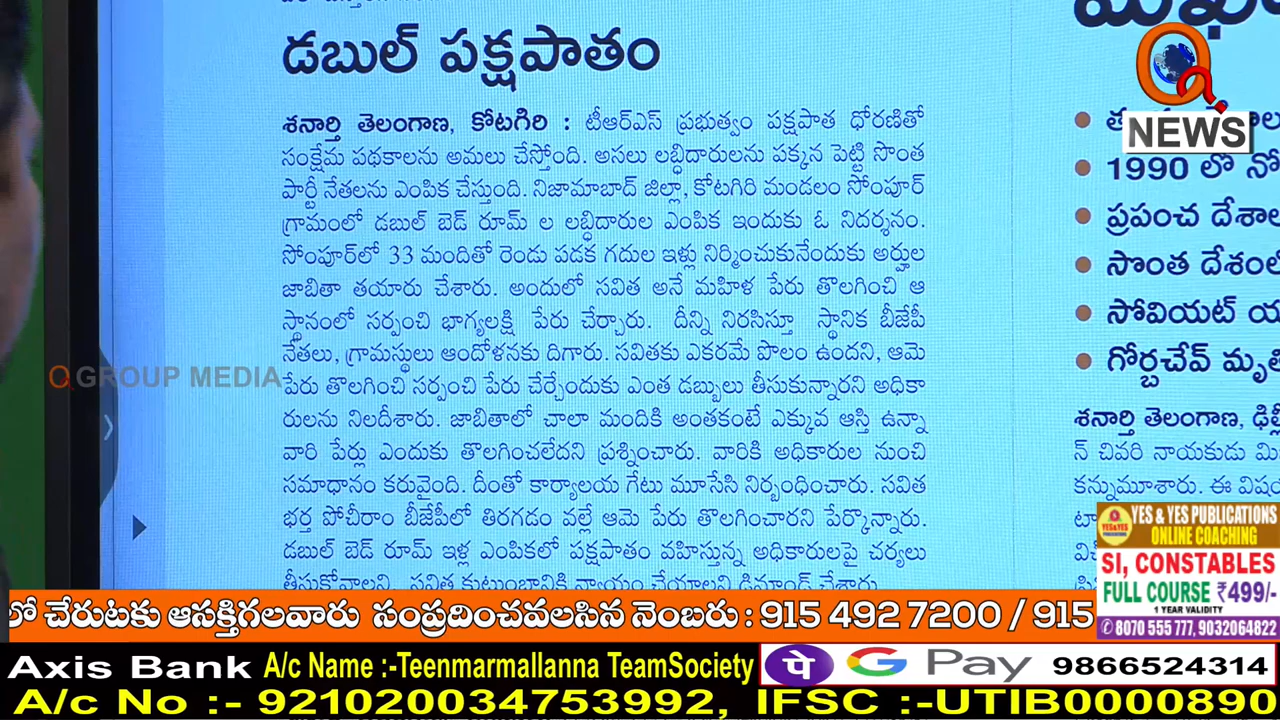 డబుల్ పక్షపాతం
శనార్తి తెలంగాణ, కోటగిరి : టీఆర్ఎస్ ప్రభుత్వం పక్షపాత ధోరణితో
సంక్షేమ పథకాలను అమలు చేస్తోంది. అసలు లబ్ధిదారులను పక్కన పెట్టి సొంత
పార్టీ నేతలను ఎంపిక చేస్తుంది. నిజామాబాద్ జిల్లా, కోటగిరి మండలం సోంపూర్
గ్రామంలో డబుల్ బెడ్ రూమ్ ల లబ్ధిదారుల ఎంపిక ఇందుకు ఓ నిదర్శనం.
సోంపూర్‌లో 33 మందితో రెండు పడక గదుల ఇళ్లు నిర్మించుకునేందుకు అర్హుల
జాబితా తయారు చేశారు. అందులో సవిత అనే మహిళ పేరు తొలగించి ఆ
స్థానంలో సర్పంచి భాగ్యలక్షి పేరు చేర్చారు. దీన్ని నిరసిస్తూ స్థానిక బీజేపీ
నేతలు, గ్రామస్థులు ఆందోళనకు దిగారు. సవితకు ఎకరమే పొలం ఉందని, ఆమె
పేరు తొలగించి సర్పంచి పేరు చేర్చేందుకు ఎంత డబ్బులు తీసుకున్నారని అధికా
రులను నిలదీశారు. జాబితాలో చాలా మందికి అంతకంటే ఎక్కువ ఆస్తి ఉన్నా
వారి పేర్లు ఎందుకు తొలగించలేదని ప్రశ్నించారు. వారికి అధికారుల నుంచి
సమాధానం కరువైంది. దీంతో కార్యాలయ గేటు మూసేసి నిర్బంధించారు. సవిత
భర్త పోచీరాం బీజేపీలో తిరగడం వల్లే ఆమె పేరు తొలగించారని పేర్కొన్నారు.
డబుల్ బెడ్ రూమ్ ఇళ్ల ఎంపికలో పక్షపాతం వహిస్తున్న అధికారులపై చర్యలు
తీసుకోవాలని, సవిత కుటుంబానికి న్యాయం చేయాలని డిమాండ్ చేశారు.
1990 లో నో
ప్రపంచ దేశాల
సొంత దేశంల
సోవియట్ య
గోర్బచేవ్ మృతి
శనార్తి తెలంగాణ, ఢిల్లీ
న్ చివరి నాయకుడు మి
కన్నుమూశారు. ఈ విషయ
Q NEWS
Q GROUP MEDIA
YES & YES PUBLICATIONS
ONLINE COACHING
SI, CONSTABLES
FULL COURSE ₹499/-
1 YEAR VALIDITY
8070 555 777, 9032064822
లో చేరుటకు ఆసక్తిగలవారు సంప్రదించవలసిన నెంబరు : 915 492 7200 / 915
Axis Bank A/c Name :-Teenmarmallanna TeamSociety पे G Pay 9866524314
A/c No :- 921020034753992, IFSC :-UTIB0000890